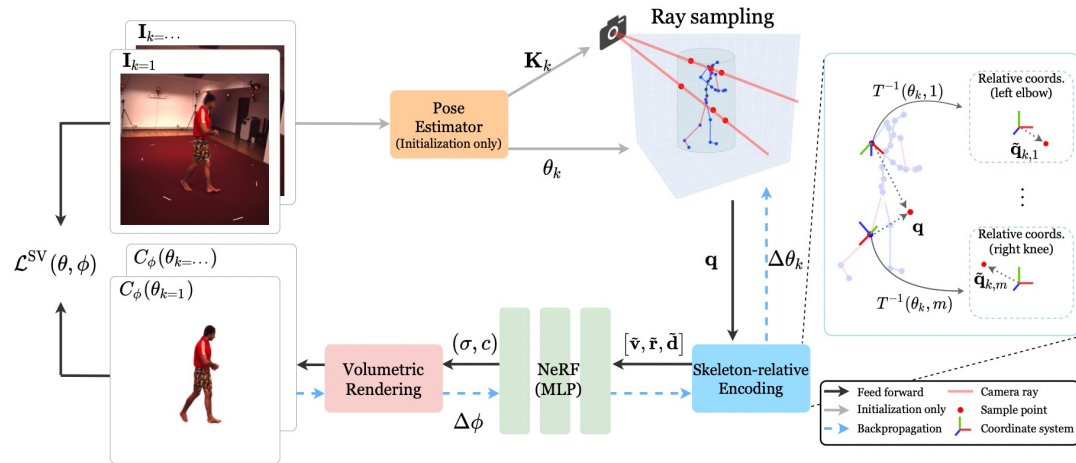 I_{k=...}
I_{k=1}
K_k
Pose
Estimator
(Initialization only)
θ_k
Ray sampling
T^{-1}(θ_k, 1)
Relative coords.
(left elbow)
q̃_{k,1}
q
⋮
Relative coords.
(right knee)
q̃_{k,m}
T^{-1}(θ_k, m)
q
Δθ_k
ℒ^{SV}(θ, ϕ)
C_ϕ(θ_{k=...})
C_ϕ(θ_{k=1})
Volumetric
Rendering
(σ, c)
Δϕ
NeRF
(MLP)
[ṽ, r̃, d̃]
Skeleton-relative
Encoding
Feed forward
Camera ray
Initialization only
Sample point
Backpropagation
Coordinate system